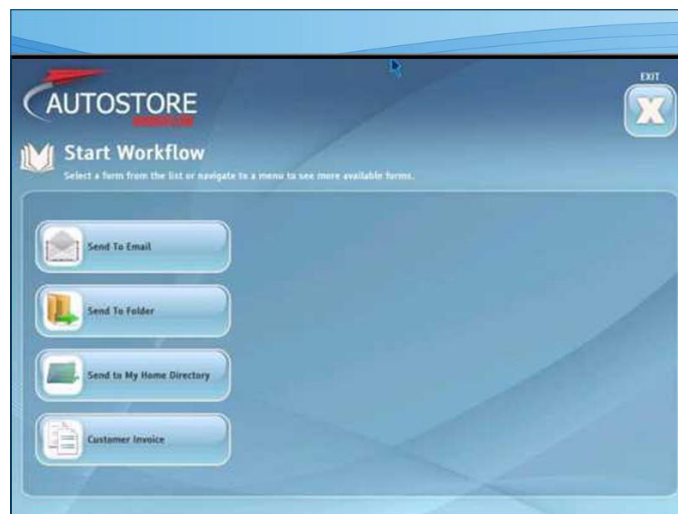 EXIT
AUTOSTORE
Start Workflow
Select a form from the list or navigate to a menu to see more available forms.
Send To Email
Send To Folder
Send to My Home Directory
Customer Invoice